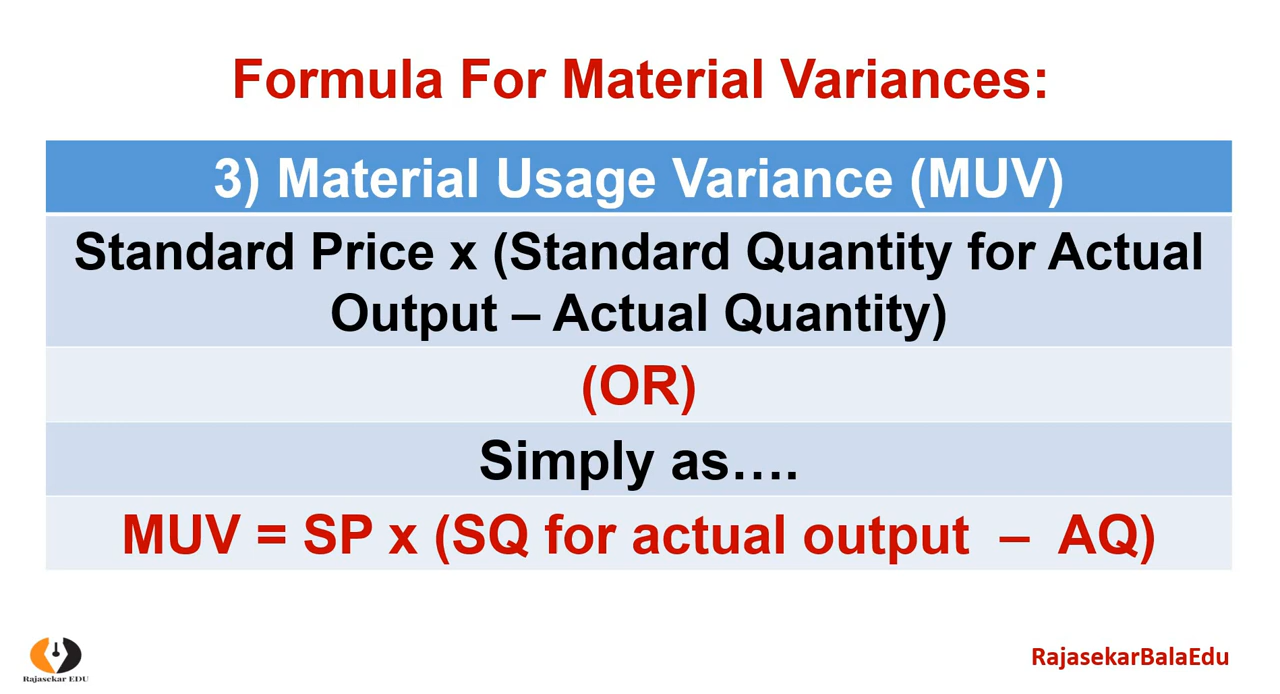 Formula For Material Variances:
3) Material Usage Variance (MUV)
Standard Price x (Standard Quantity for Actual
Output – Actual Quantity)
(OR)
Simply as….
MUV = SP x (SQ for actual output – AQ)
Rajasekar EDU
RajasekarBalaEdu